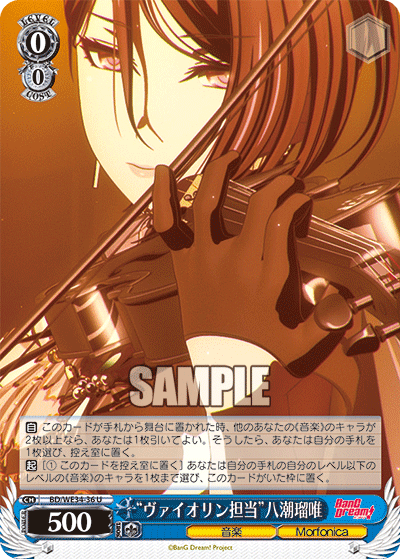 LEVEL
0
0
COST
SAMPLE
自 このカードが手札から舞台に置かれた時、他のあなたの《音楽》のキャラが
2枚以上なら、あなたは1枚引いてよい。そうしたら、あなたは自分の手札を
1枚選び、控え室に置く。
起 [① このカードを控え室に置く] あなたは自分の手札の自分のレベル以下の
レベルの《音楽》のキャラを1枚まで選び、このカードがいた枠に置く。
CH BD/WE34-36 U
"ヴァイオリン担当"八潮瑠唯
BanG Dream!
500
音楽
Morfonica
©BanG Dream! Project